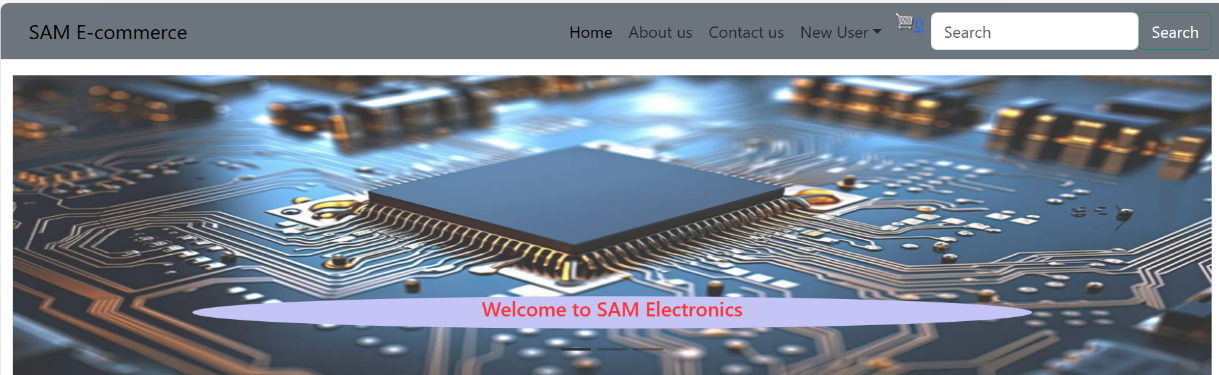 SAM E-commerce
Home About us Contact us New User 0 Search Search
Welcome to SAM Electronics